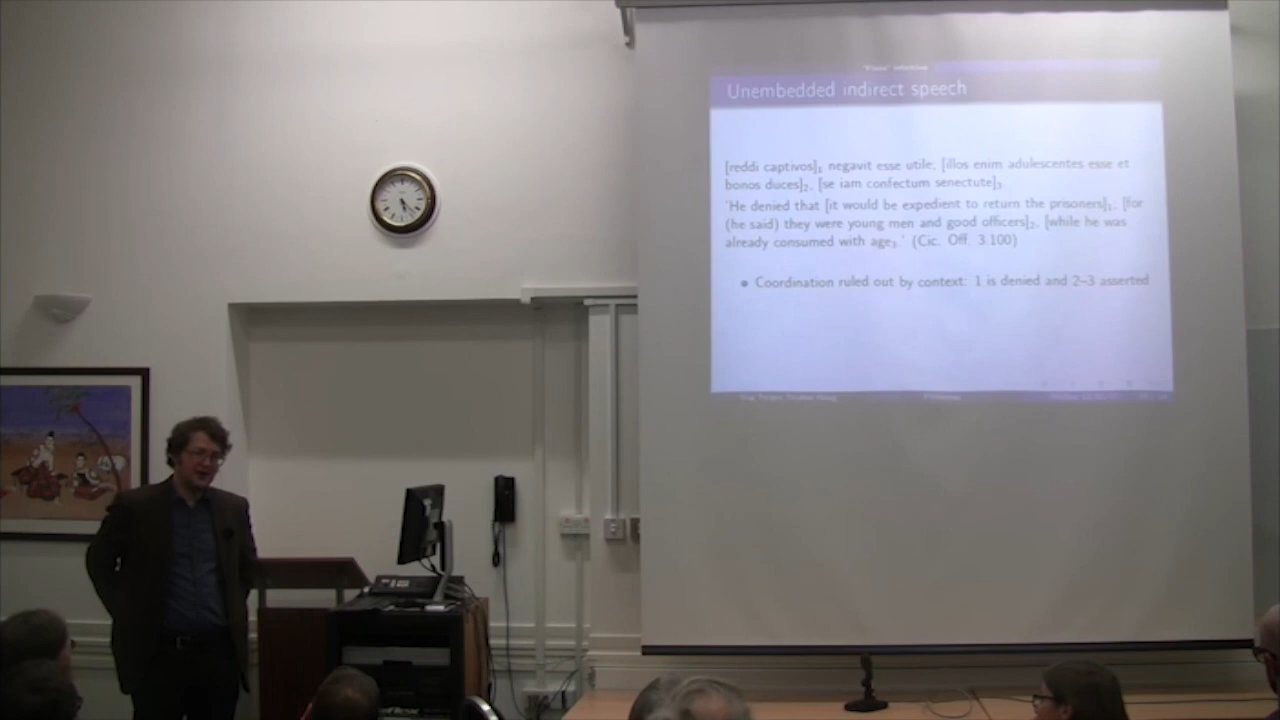 "Finite" infinitives
Unembedded indirect speech
[reddi captivos]₁ negavit esse utile; [illos enim adulescentes esse et
bonos duces]₂, [se iam confectum senectute]₃
'He denied that [it would be expedient to return the prisoners]₁; [for
(he said) they were young men and good officers]₂, [while he was
already consumed with age₃.' (Cic. Off. 3.100)
• Coordination ruled out by context: 1 is denied and 2–3 asserted